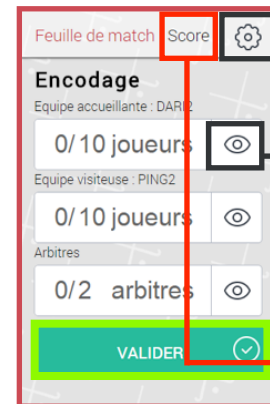 Feuille de match Score
Encodage
Equipe accueillante : DARI2
0/10 joueurs
Equipe visiteuse : PING2
0/10 joueurs
Arbitres
0/2 arbitres
VALIDER